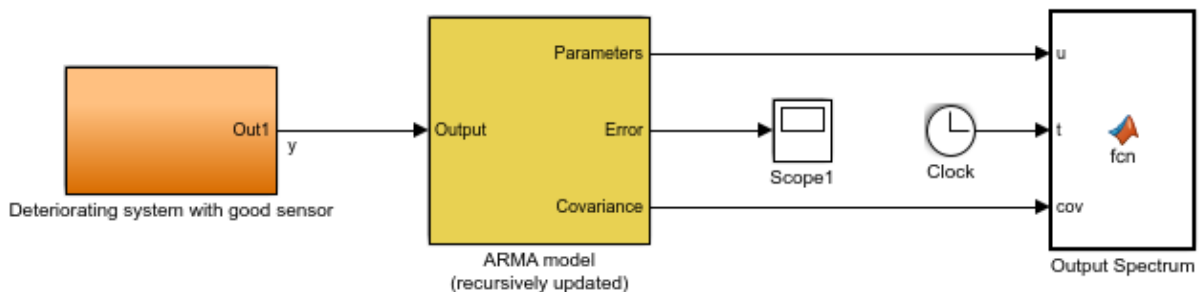 Parameters
u
Out1
y
Output
Error
Scope1
Clock
t
fcn
Covariance
cov
Deteriorating system with good sensor
ARMA model
(recursively updated)
Output Spectrum